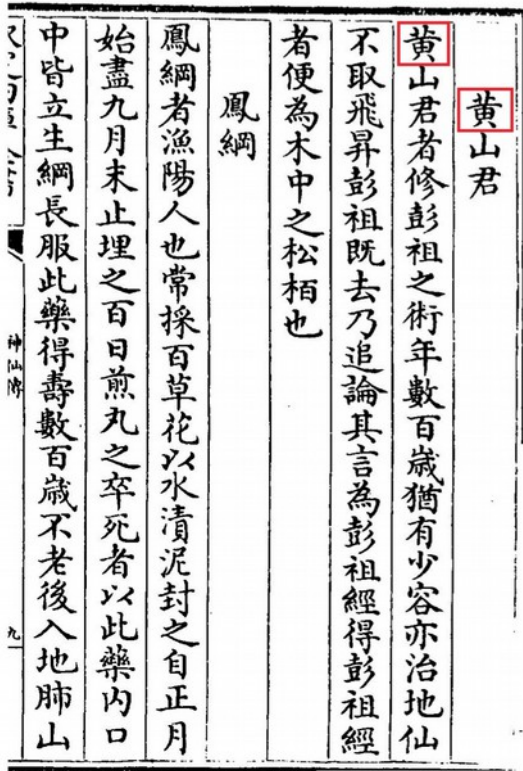 黄山君
黄山君者修彭祖之術年數百歲猶有少容亦治地仙
不取飛昇彭祖既去乃追論其言為彭祖經得彭祖經
者便為木中之松栢也
鳳綱
鳳綱者漁陽人也常採百草花以水漬泥封之自正月
始盡九月末止埋之百日煎丸之卒死者以此藥内口
中皆立生綱長服此藥得壽數百歲不老後入地肺山
神仙傳
九